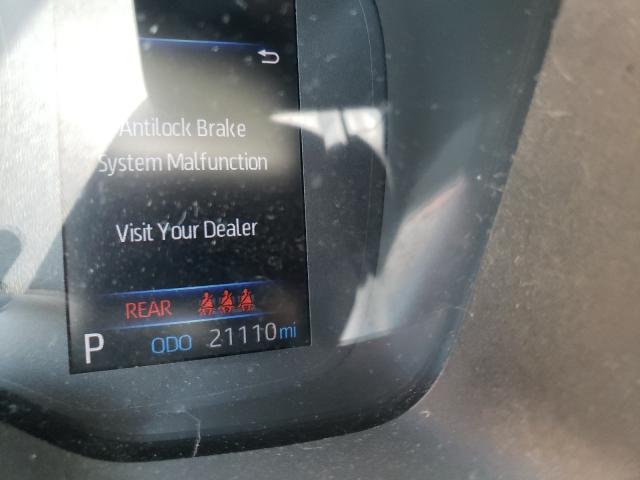 Antilock Brake
System Malfunction
Visit Your Dealer
REAR
P ODO 21110 mi